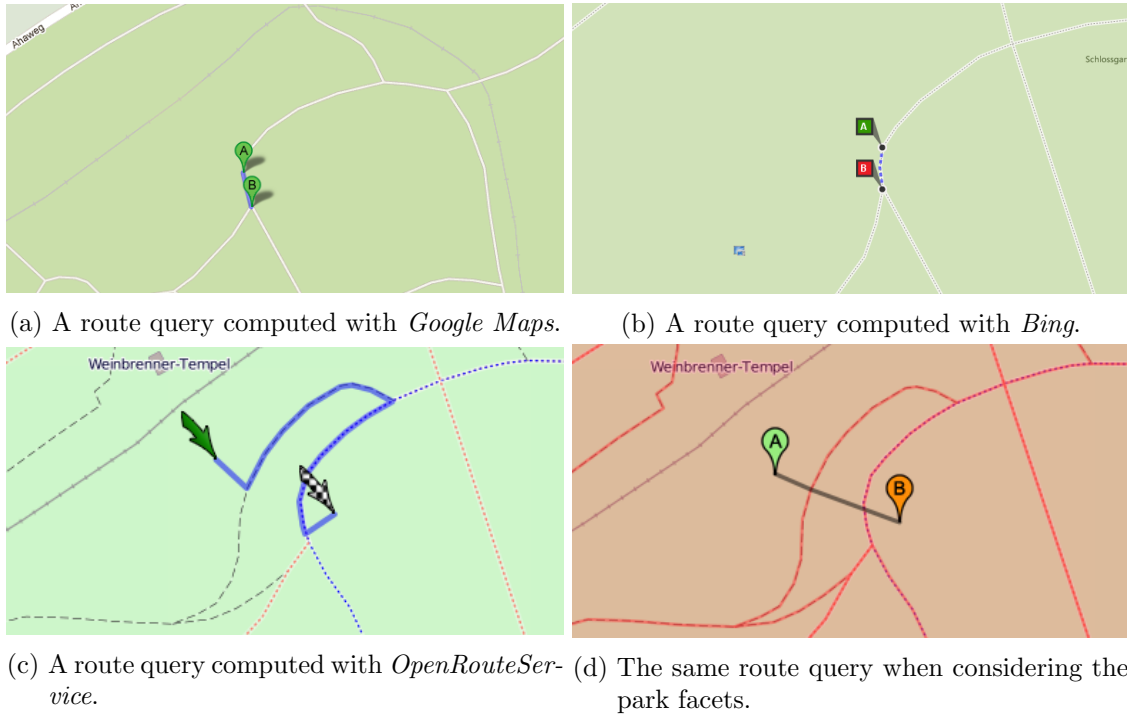 Ahaweg
Ah
A
B
(a) A route query computed with Google Maps.
Schlossgar
A
B
(b) A route query computed with Bing.
Weinbrenner-Tempel
(c) A route query computed with OpenRouteSer-
vice.
Weinbrenner-Tempel
A
B
(d) The same route query when considering the
park facets.